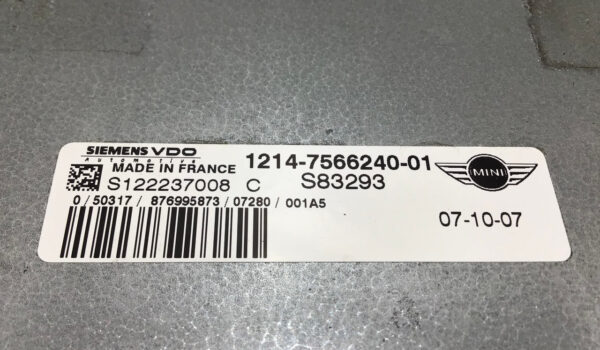 SIEMENS VDO
Automotive
MADE IN FRANCE
1214-7566240-01
MINI
S122237008 C
S83293
0 / 50317 / 876995873 / 07280 / 001A5
07-10-07